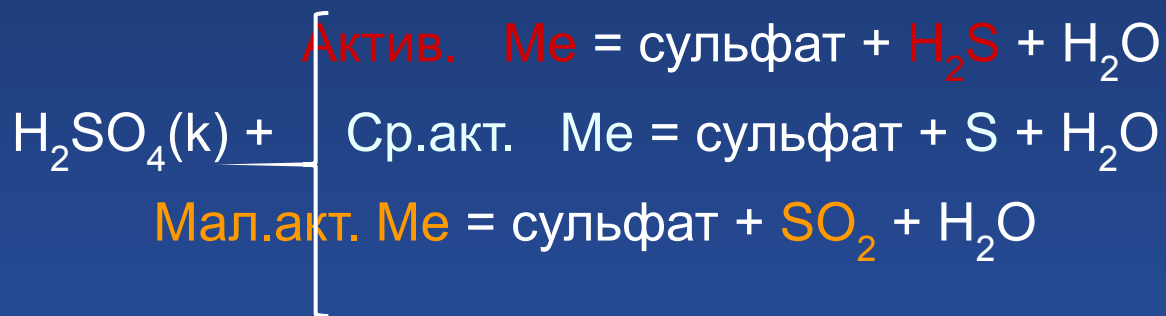 Актив. Ме = сульфат + H₂S + H₂O
H₂SO₄(k) + Ср.акт. Ме = сульфат + S + H₂O
Мал.акт. Ме = сульфат + SO₂ + H₂O